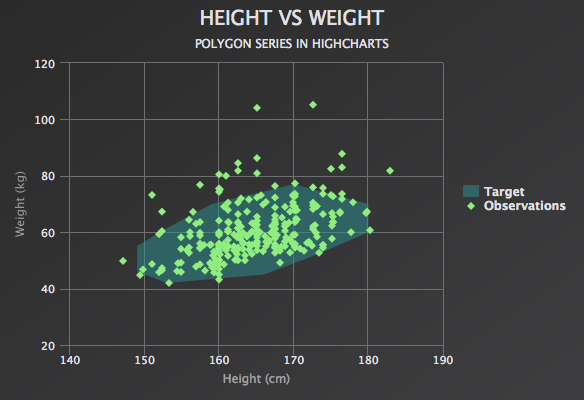 HEIGHT VS WEIGHT
POLYGON SERIES IN HIGHCHARTS
Weight (kg)
120
100
80
60
40
20
140
150
160
170
180
190
Height (cm)
Target
Observations